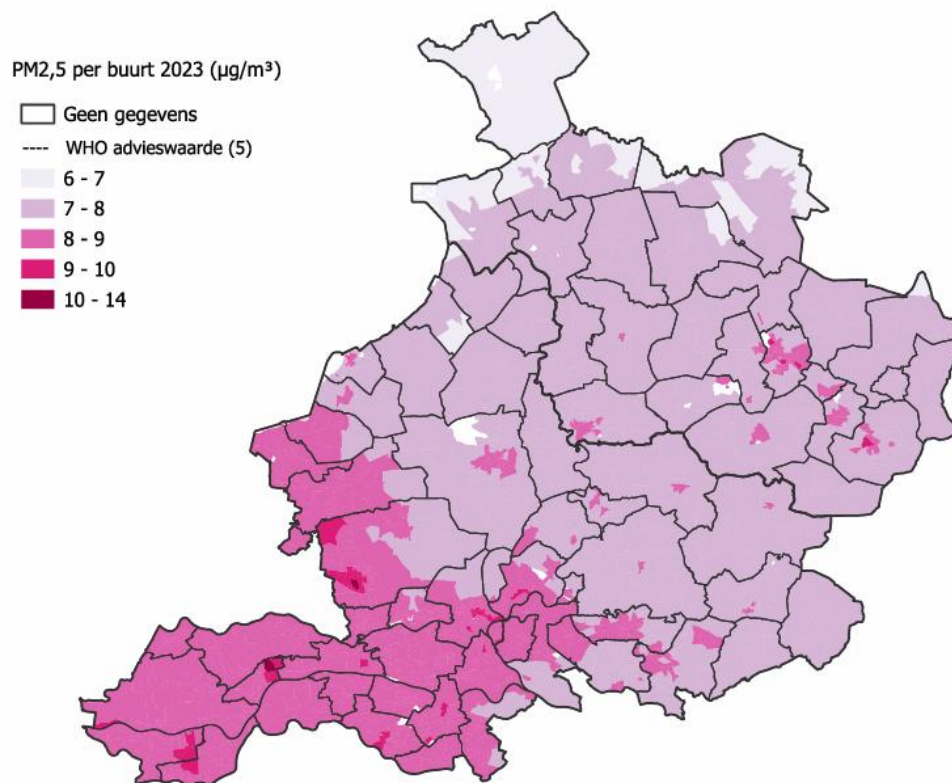 PM2,5 per buurt 2023 (µg/m³)
Geen gegevens
WHO advieswaarde (5)
6 - 7
7 - 8
8 - 9
9 - 10
10 - 14